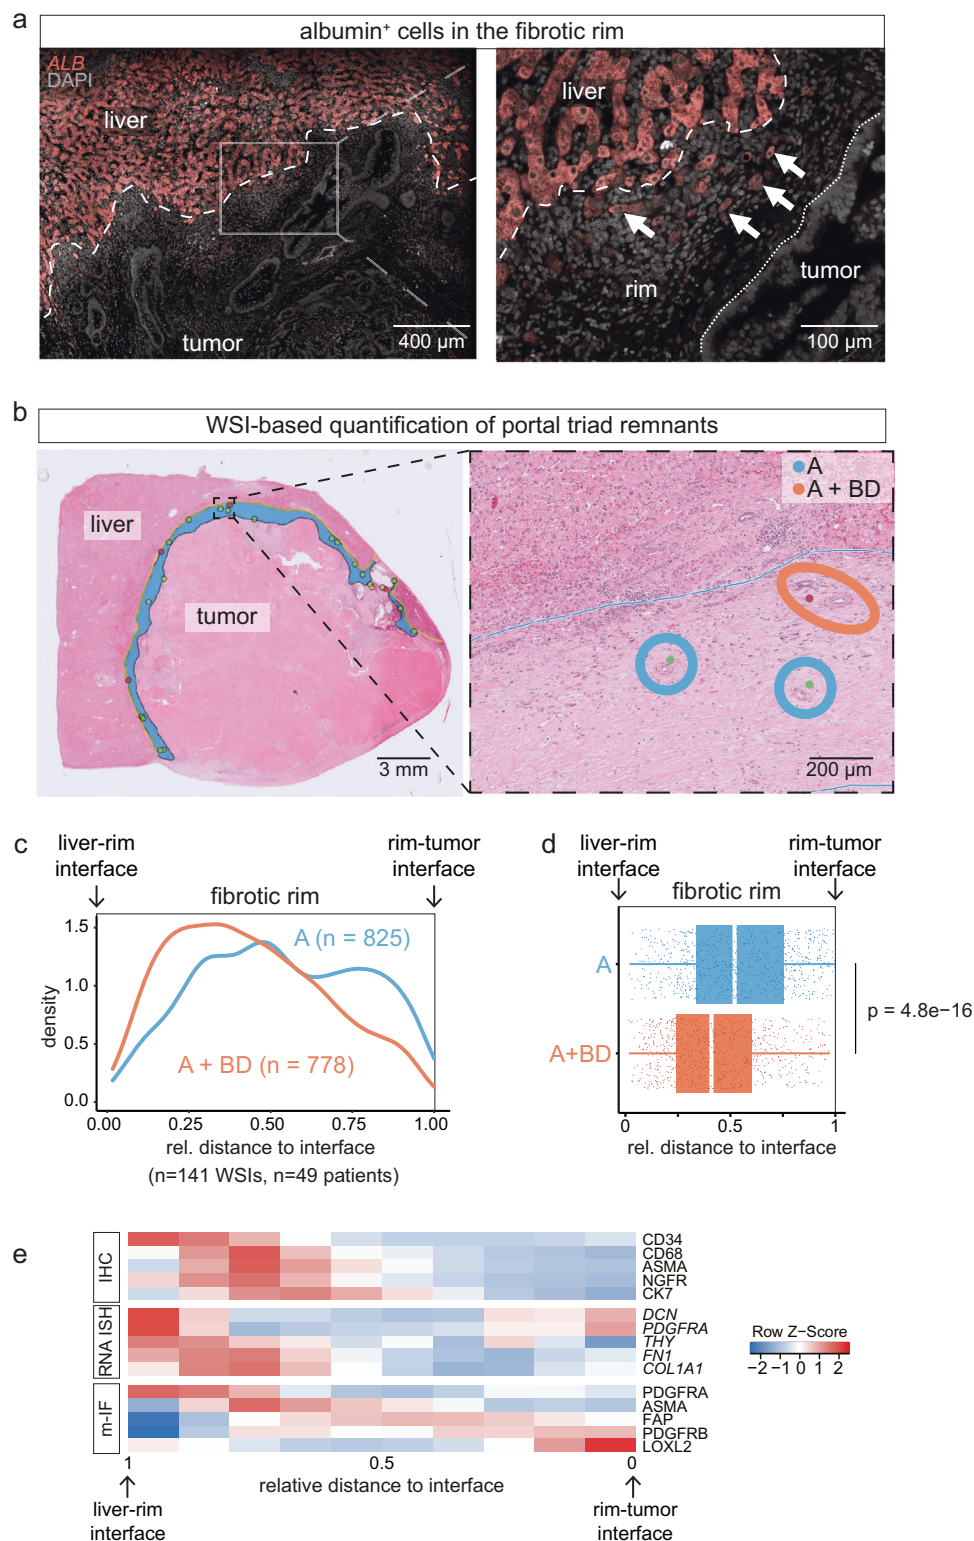 a
albumin⁺ cells in the fibrotic rim
ALB
DAPI
liver
tumor
400 µm
liver
rim
tumor
100 µm
b
WSI-based quantification of portal triad remnants
liver
tumor
3 mm
A
A + BD
200 µm
c
liver-rim
interface
rim-tumor
interface
fibrotic rim
A (n = 825)
A + BD (n = 778)
density
1.5
1.0
0.5
0.0
0.00 0.25 0.50 0.75 1.00
rel. distance to interface
(n=141 WSIs, n=49 patients)
d
liver-rim
interface
rim-tumor
interface
fibrotic rim
A
A+BD
p = 4.8e−16
0 0.5 1
rel. distance to interface
e
IHC
CD34
CD68
ASMA
NGFR
CK7
RNA ISH
DCN
PDGFRA
THY
FN1
COL1A1
m-IF
PDGFRA
ASMA
FAP
PDGFRB
LOXL2
1 0.5 0
relative distance to interface
liver-rim
interface
rim-tumor
interface
Row Z-Score
−2 −1 0 1 2